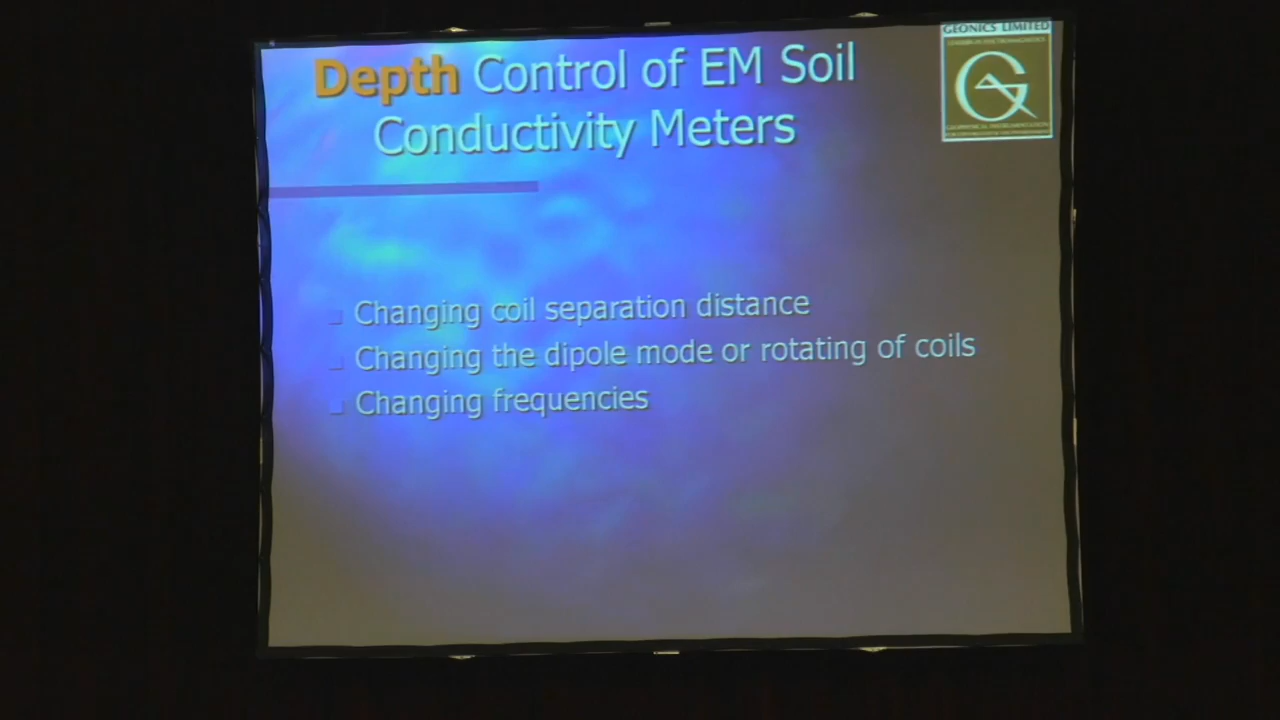 Depth Control of EM Soil
Conductivity Meters
GEONICS LIMITED
Changing coil separation distance
Changing the dipole mode or rotating of coils
Changing frequencies